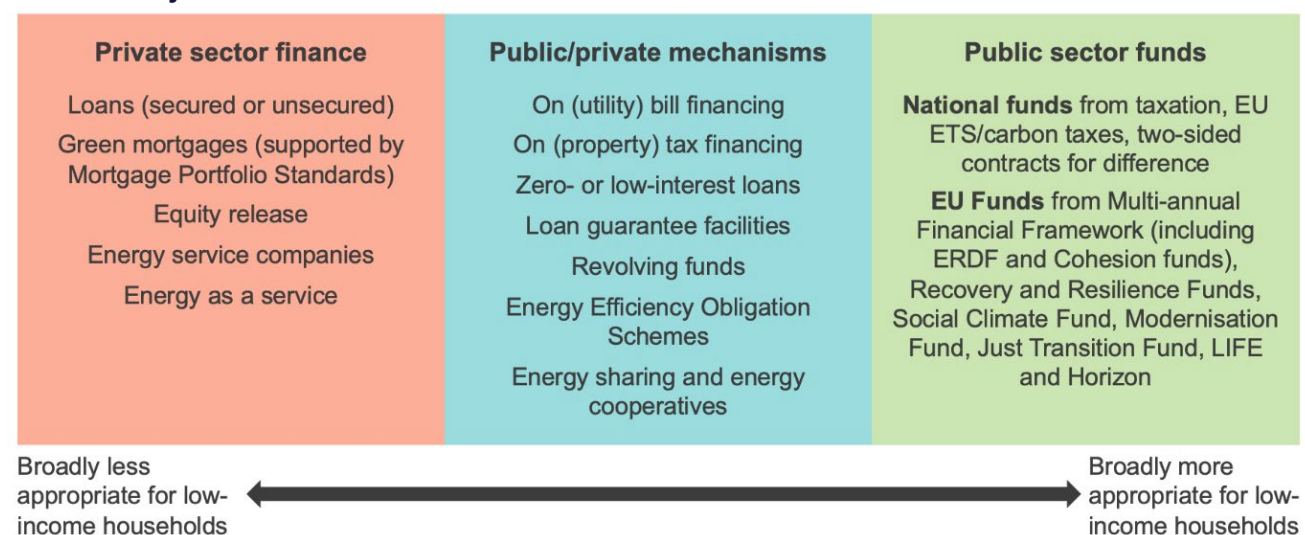 Private sector finance
Loans (secured or unsecured)
Green mortgages (supported by
Mortgage Portfolio Standards)
Equity release
Energy service companies
Energy as a service
Public/private mechanisms
On (utility) bill financing
On (property) tax financing
Zero- or low-interest loans
Loan guarantee facilities
Revolving funds
Energy Efficiency Obligation
Schemes
Energy sharing and energy
cooperatives
Public sector funds
National funds from taxation, EU
ETS/carbon taxes, two-sided
contracts for difference
EU Funds from Multi-annual
Financial Framework (including
ERDF and Cohesion funds),
Recovery and Resilience Funds,
Social Climate Fund, Modernisation
Fund, Just Transition Fund, LIFE
and Horizon
Broadly less
appropriate for low-
income households
Broadly more
appropriate for low-
income households